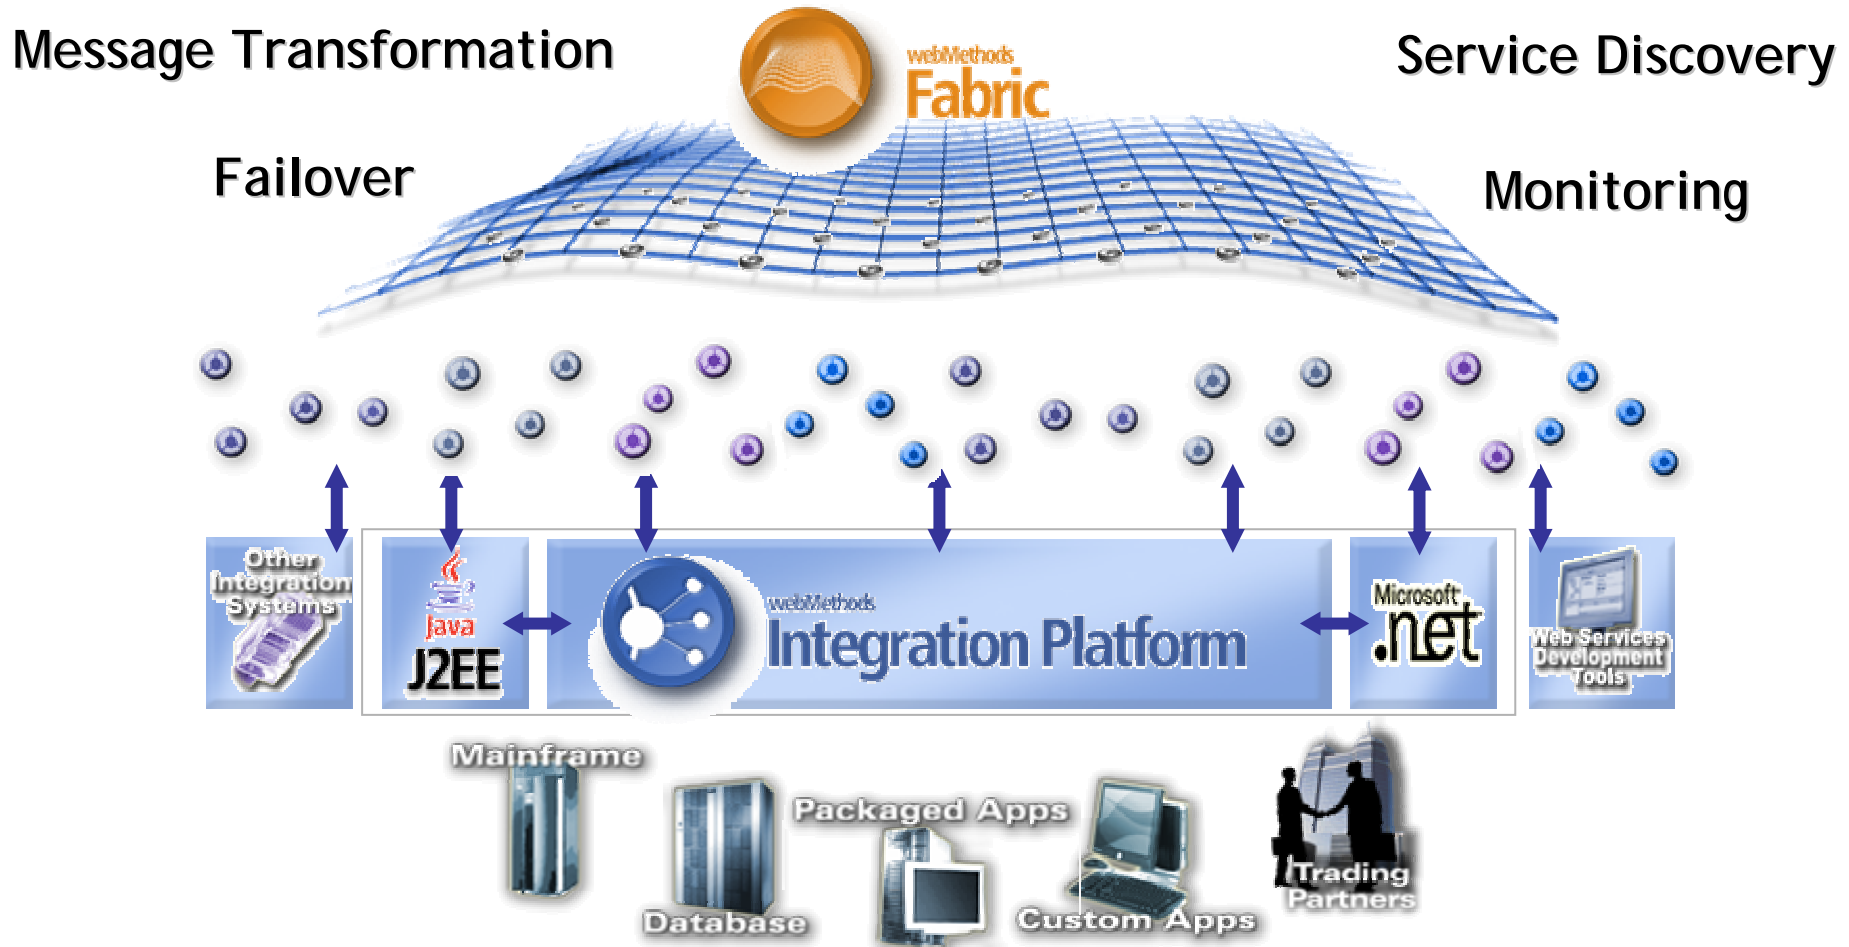 Message Transformation
webMethods
Fabric
Service Discovery
Failover
Monitoring
Other
Integration
Systems
Java
J2EE
webMethods
Integration Platform
Microsoft
.net
Web Services
Development
Tools
Mainframe
Database
Packaged Apps
Custom Apps
Trading
Partners